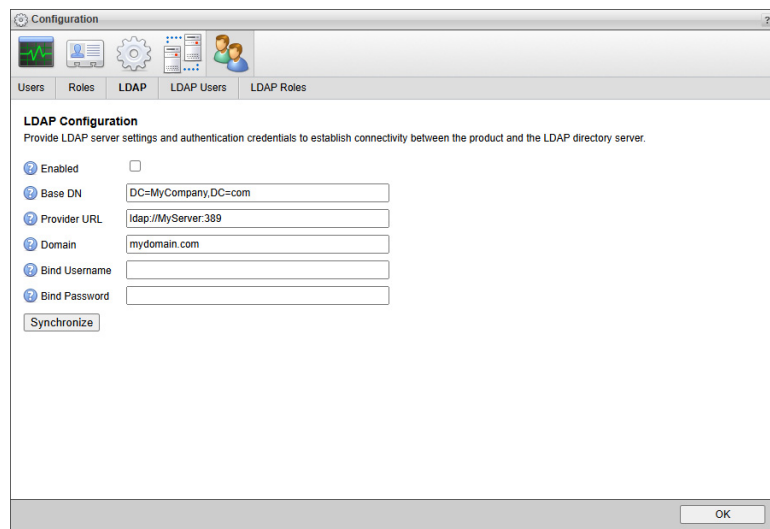 Configuration
?
Users Roles LDAP LDAP Users LDAP Roles
LDAP Configuration
Provide LDAP server settings and authentication credentials to establish connectivity between the product and the LDAP directory server.
? Enabled
? Base DN DC=MyCompany,DC=com
? Provider URL ldap://MyServer:389
? Domain mydomain.com
? Bind Username
? Bind Password
Synchronize
OK